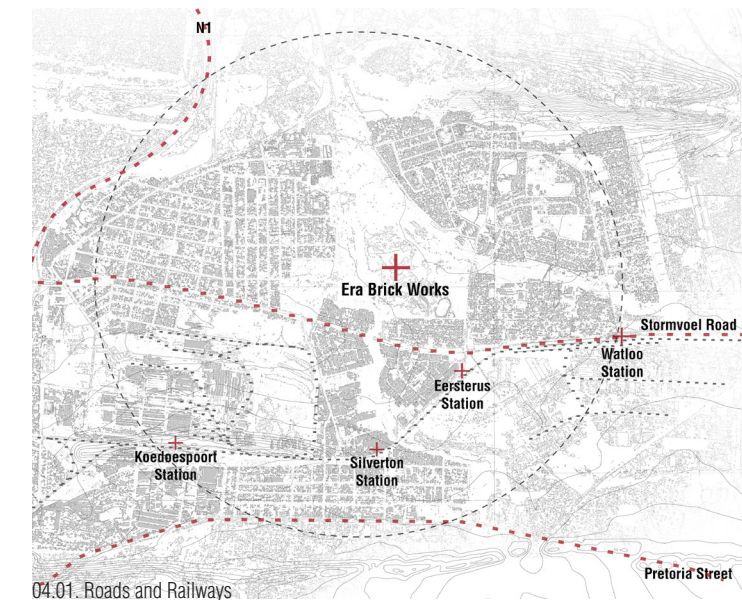 N1
Era Brick Works
Stormvoel Road
Watloo
Station
Eersterus
Station
Koedoespoort
Station
Silverton
Station
Pretoria Street
04.01. Roads and Railways